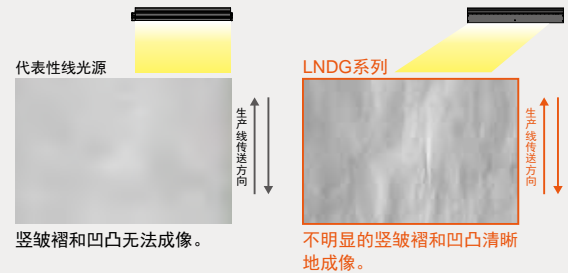 代表性线光源
LNDG系列
生产线传送方向
生产线传送方向
竖皱褶和凹凸无法成像。
不明显的竖皱褶和凹凸清晰
地成像。